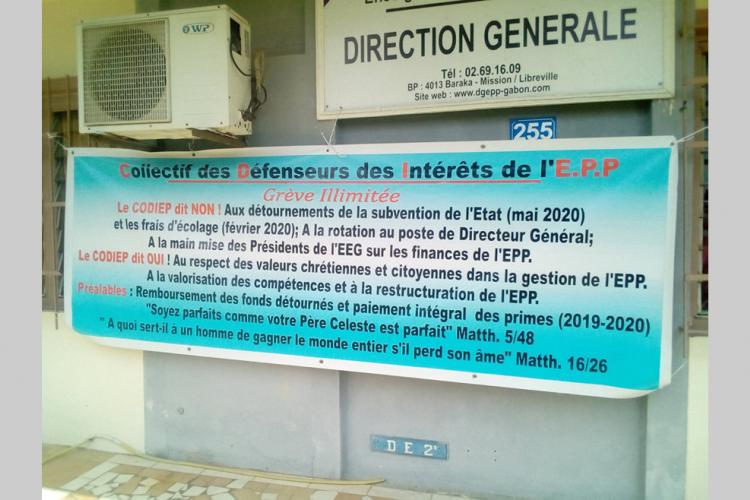 WP
DIRECTION GENERALE
Tél : 02.69.16.09
BP : 4013 Baraka - Mission / Libreville
Site web : www.dgepp-gabon.com
255
Collectif des Défenseurs des Intérêts de l'E.P.P
Grève Illimitée
Le CODIEP dit NON ! Aux détournements de la subvention de l'Etat (mai 2020)
et les frais d'écolage (février 2020); A la rotation au poste de Directeur Général;
A la main mise des Présidents de l'EEG sur les finances de l'EPP.
Le CODIEP dit OUI ! Au respect des valeurs chrétiennes et citoyennes dans la gestion de l'EPP.
A la valorisation des compétences et à la restructuration de l'EPP.
Préalables : Remboursement des fonds détournés et paiement intégral des primes (2019-2020)
"Soyez parfaits comme votre Père Celeste est parfait" Matth. 5/48
" A quoi sert-il à un homme de gagner le monde entier s'il perd son âme" Matth. 16/26
D E 2'